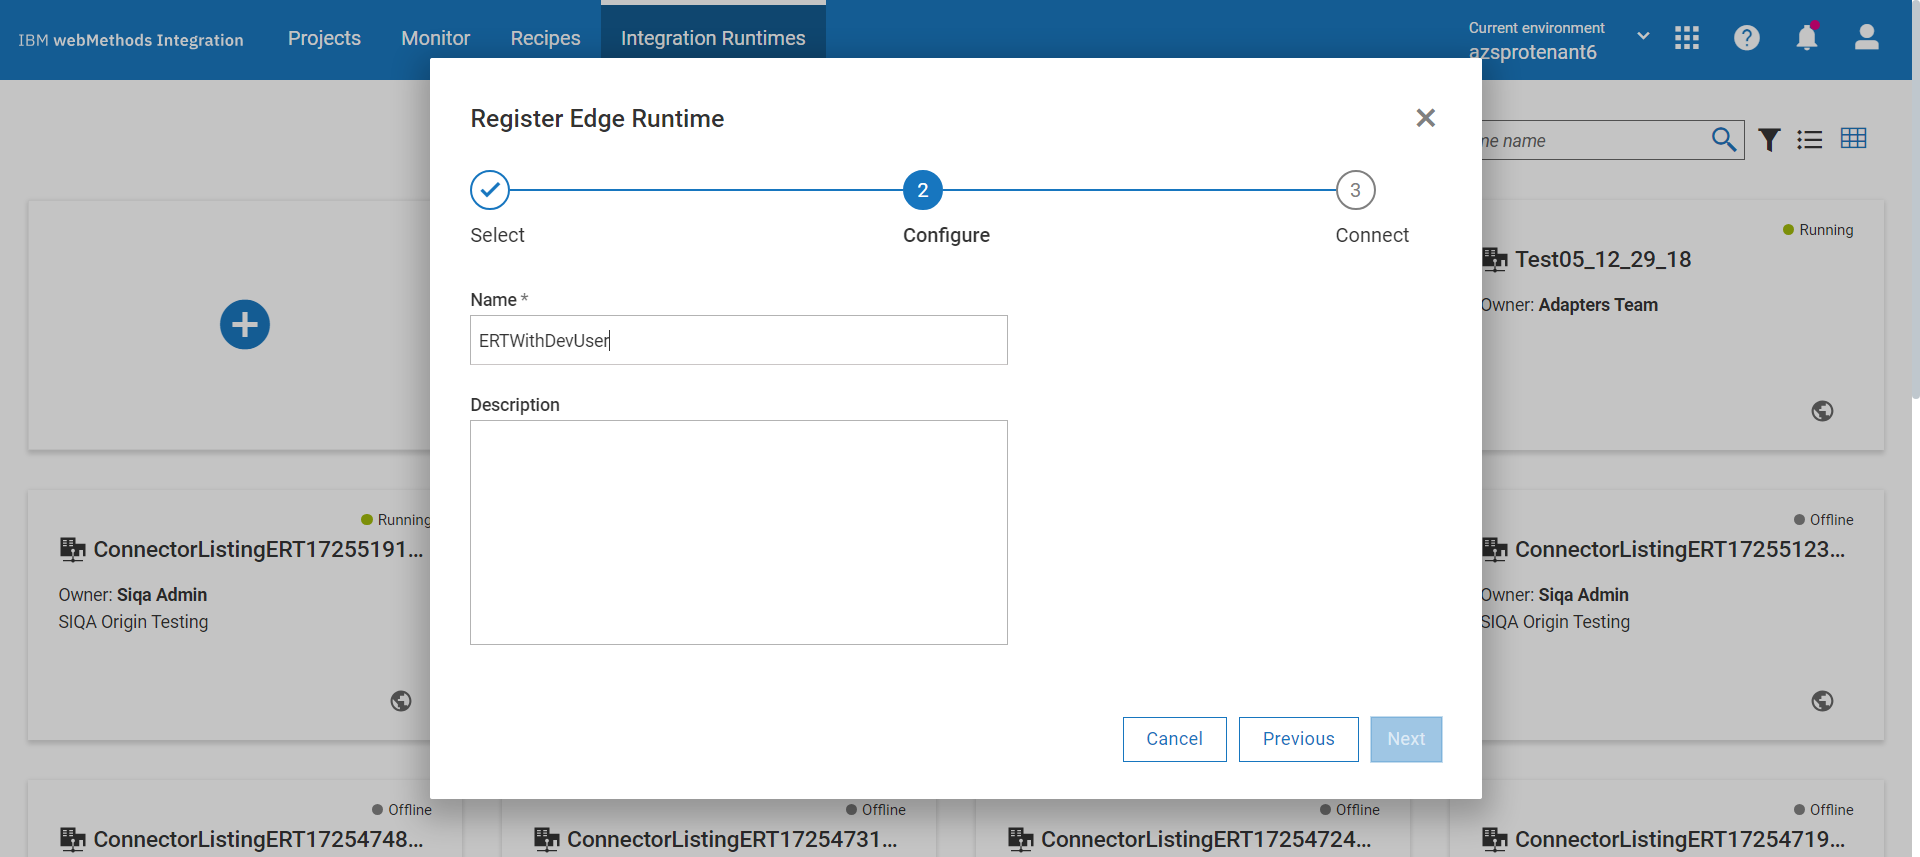 IBM webMethods Integration
Projects
Monitor
Recipes
Integration Runtimes
Current environment
azsprotenant6
Register Edge Runtime
2
3
Select
Configure
Connect
Name *
ERTWithDevUser
Description
Cancel
Previous
Next
name
Running
Test05_12_29_18
Owner: Adapters Team
Running
ConnectorListingERT17255191...
Owner: Siqa Admin
SIQA Origin Testing
Offline
ConnectorListingERT17255123...
Owner: Siqa Admin
SIQA Origin Testing
Offline
ConnectorListingERT17254748...
Offline
ConnectorListingERT17254731...
Offline
ConnectorListingERT17254724...
Offline
ConnectorListingERT17254719...